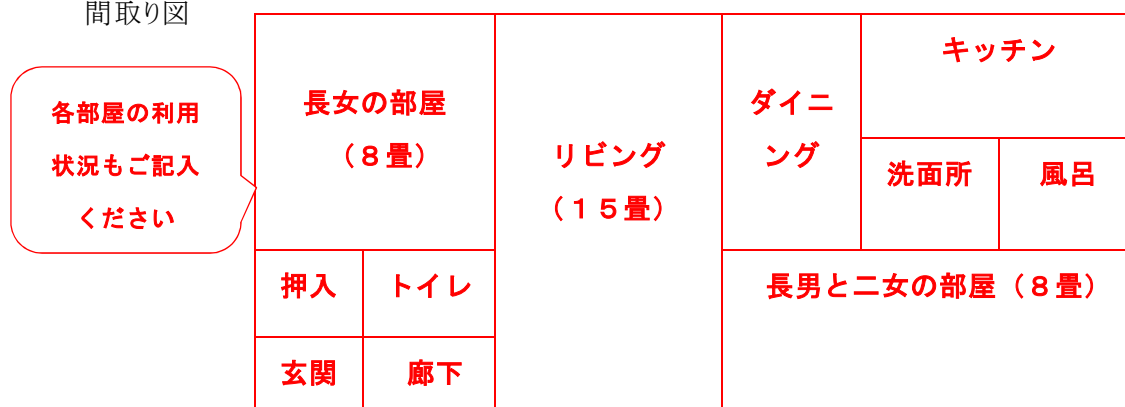 間取り図
各部屋の利用
状況もご記入
ください
長女の部屋
（８畳）
リビング
（１５畳）
ダイニ
ング
キッチン
洗面所
風呂
押入
トイレ
長男と二女の部屋（８畳）
玄関
廊下